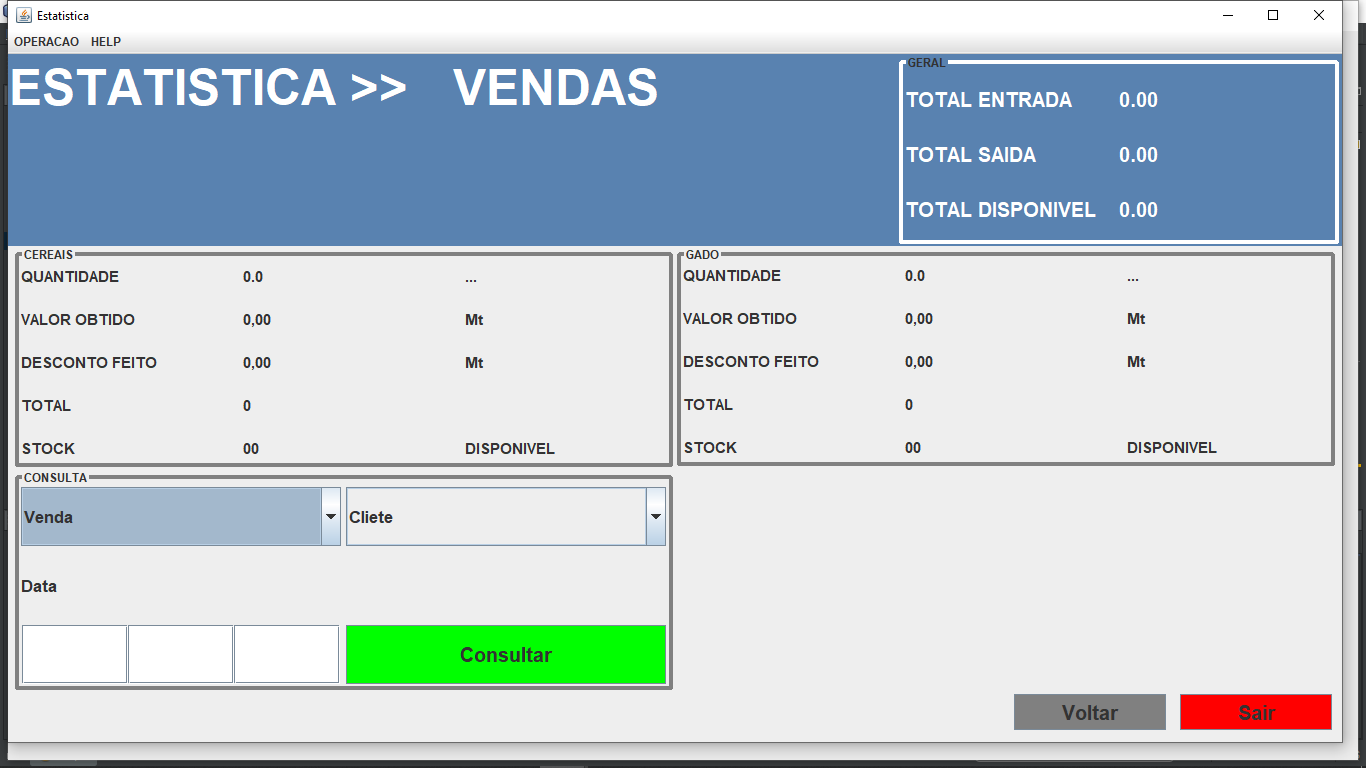 Estatistica
OPERACAO HELP
ESTATISTICA >> VENDAS
GERAL
TOTAL ENTRADA 0.00
TOTAL SAIDA 0.00
TOTAL DISPONIVEL 0.00
CEREAIS
QUANTIDADE 0.0 ...
VALOR OBTIDO 0,00 Mt
DESCONTO FEITO 0,00 Mt
TOTAL 0
STOCK 00 DISPONIVEL
GADO
QUANTIDADE 0.0 ...
VALOR OBTIDO 0,00 Mt
DESCONTO FEITO 0,00 Mt
TOTAL 0
STOCK 00 DISPONIVEL
CONSULTA
Venda Cliete
Data
Consultar
Voltar Sair